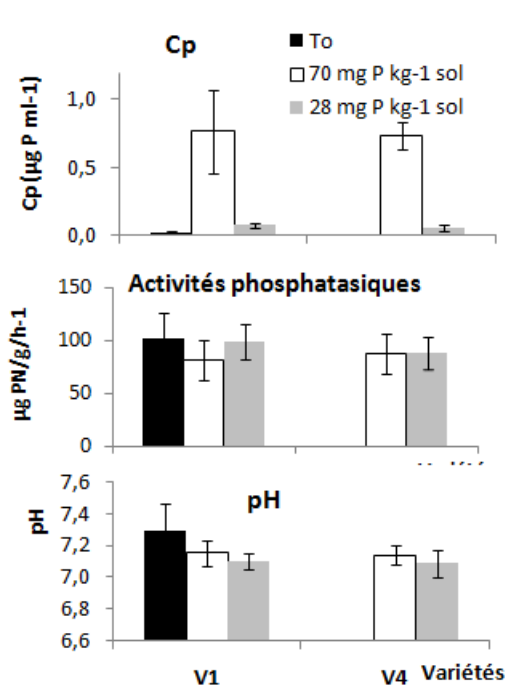 Cp
To
70 mg P kg-1 sol
28 mg P kg-1 sol
Cp(µg P ml-1)
1,0
0,5
0,0
Activités phosphatasiques
µg PN/g/h-1
150
100
50
0
pH
pH
7,6
7,4
7,2
7,0
6,8
6,6
V1
V4
Variétés